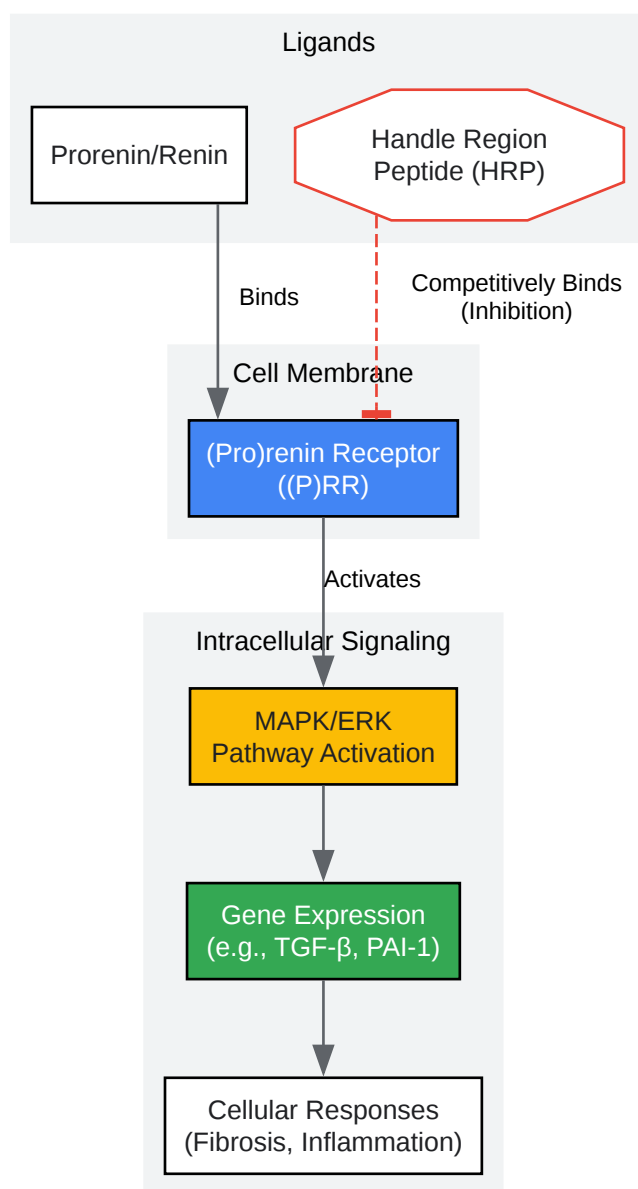 Ligands
Prorenin/Renin
Handle Region
Peptide (HRP)
Binds
Competitively Binds
(Inhibition)
Cell Membrane
(Pro)renin Receptor
((P)RR)
Activates
Intracellular Signaling
MAPK/ERK
Pathway Activation
Gene Expression
(e.g., TGF-β, PAI-1)
Cellular Responses
(Fibrosis, Inflammation)